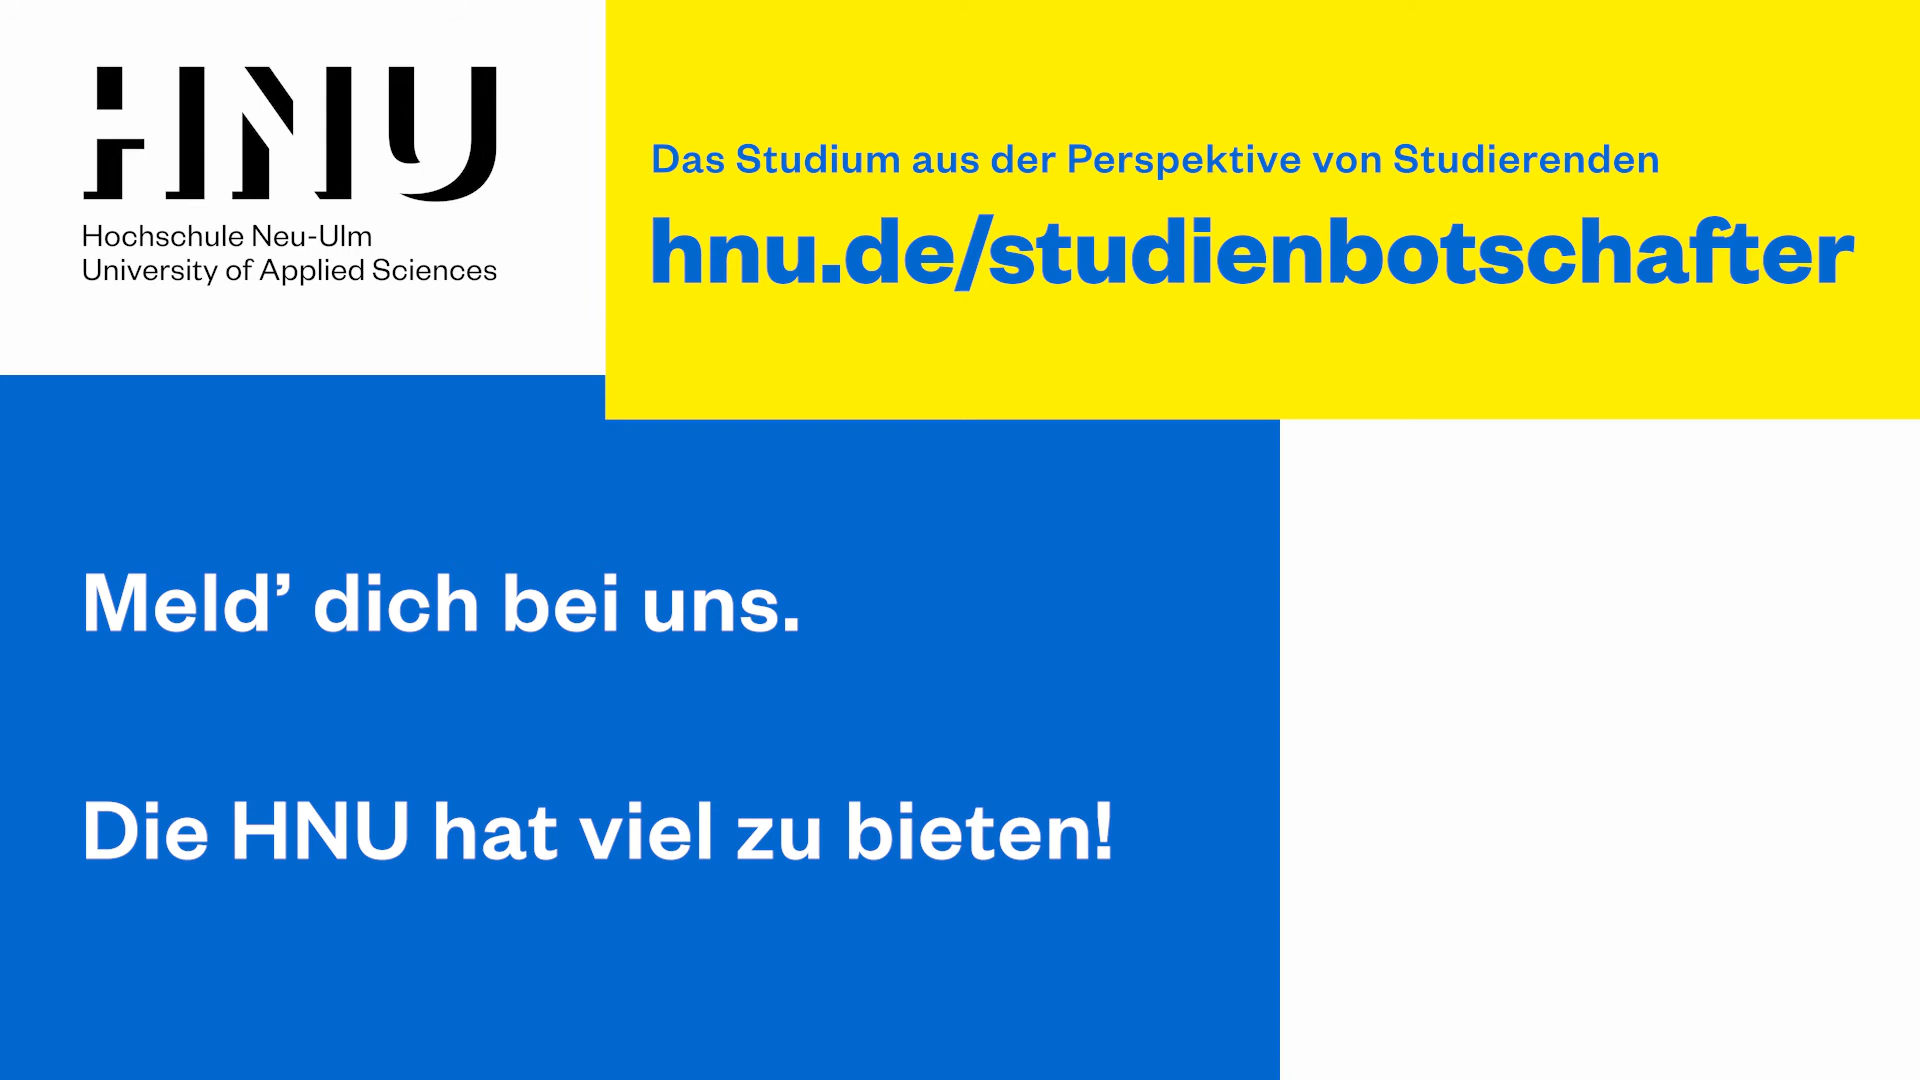 HNU
Hochschule Neu-Ulm
University of Applied Sciences
Das Studium aus der Perspektive von Studierenden
hnu.de/studienbotschafter
Meld’ dich bei uns.
Die HNU hat viel zu bieten!